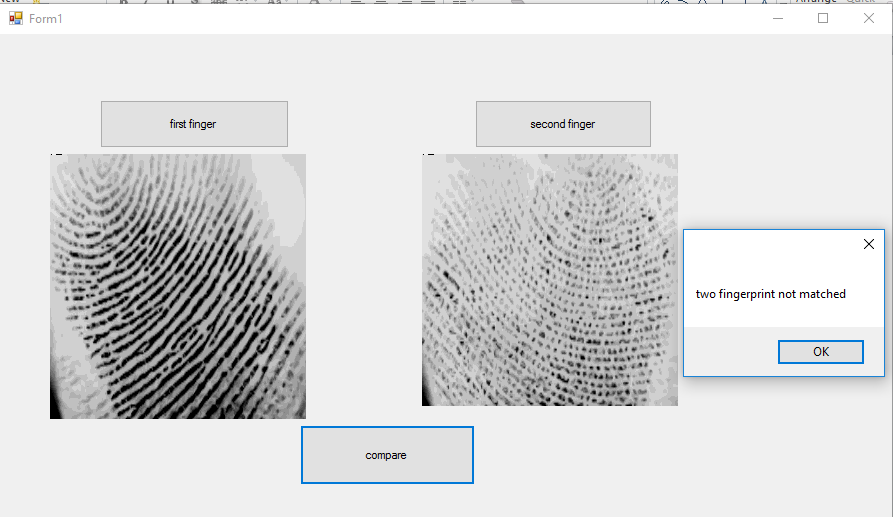 Form1
first finger
second finger
two fingerprint not matched
OK
compare